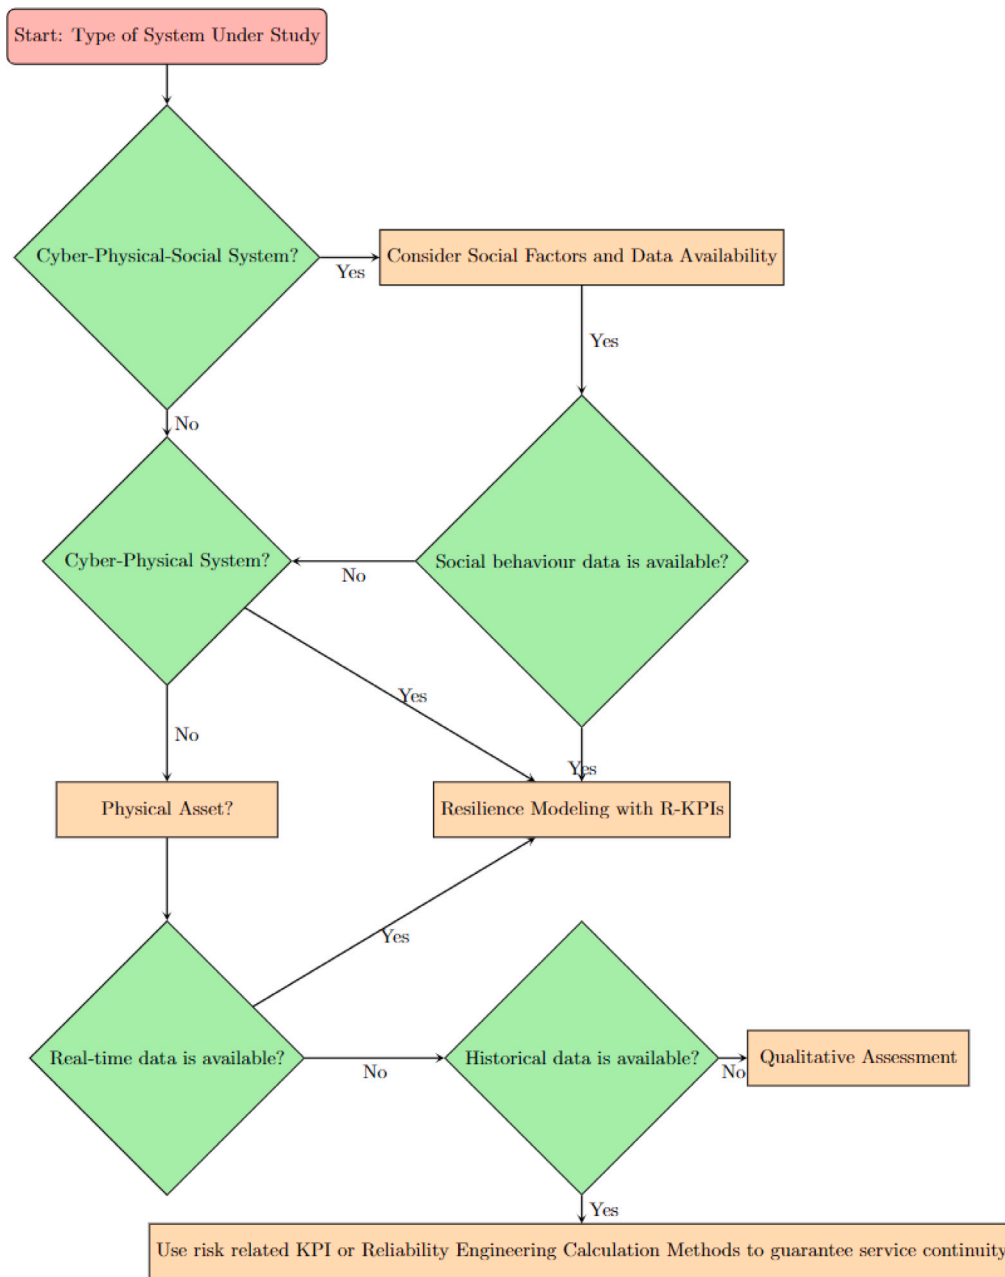 Start: Type of System Under Study
Cyber-Physical-Social System?
Yes
Consider Social Factors and Data Availability
Yes
No
Cyber-Physical System?
No
Social behaviour data is available?
Yes
No
Yes
Physical Asset?
Resilience Modeling with R-KPIs
Yes
Real-time data is available?
No
Historical data is available?
No
Qualitative Assessment
Yes
Use risk related KPI or Reliability Engineering Calculation Methods to guarantee service continuity